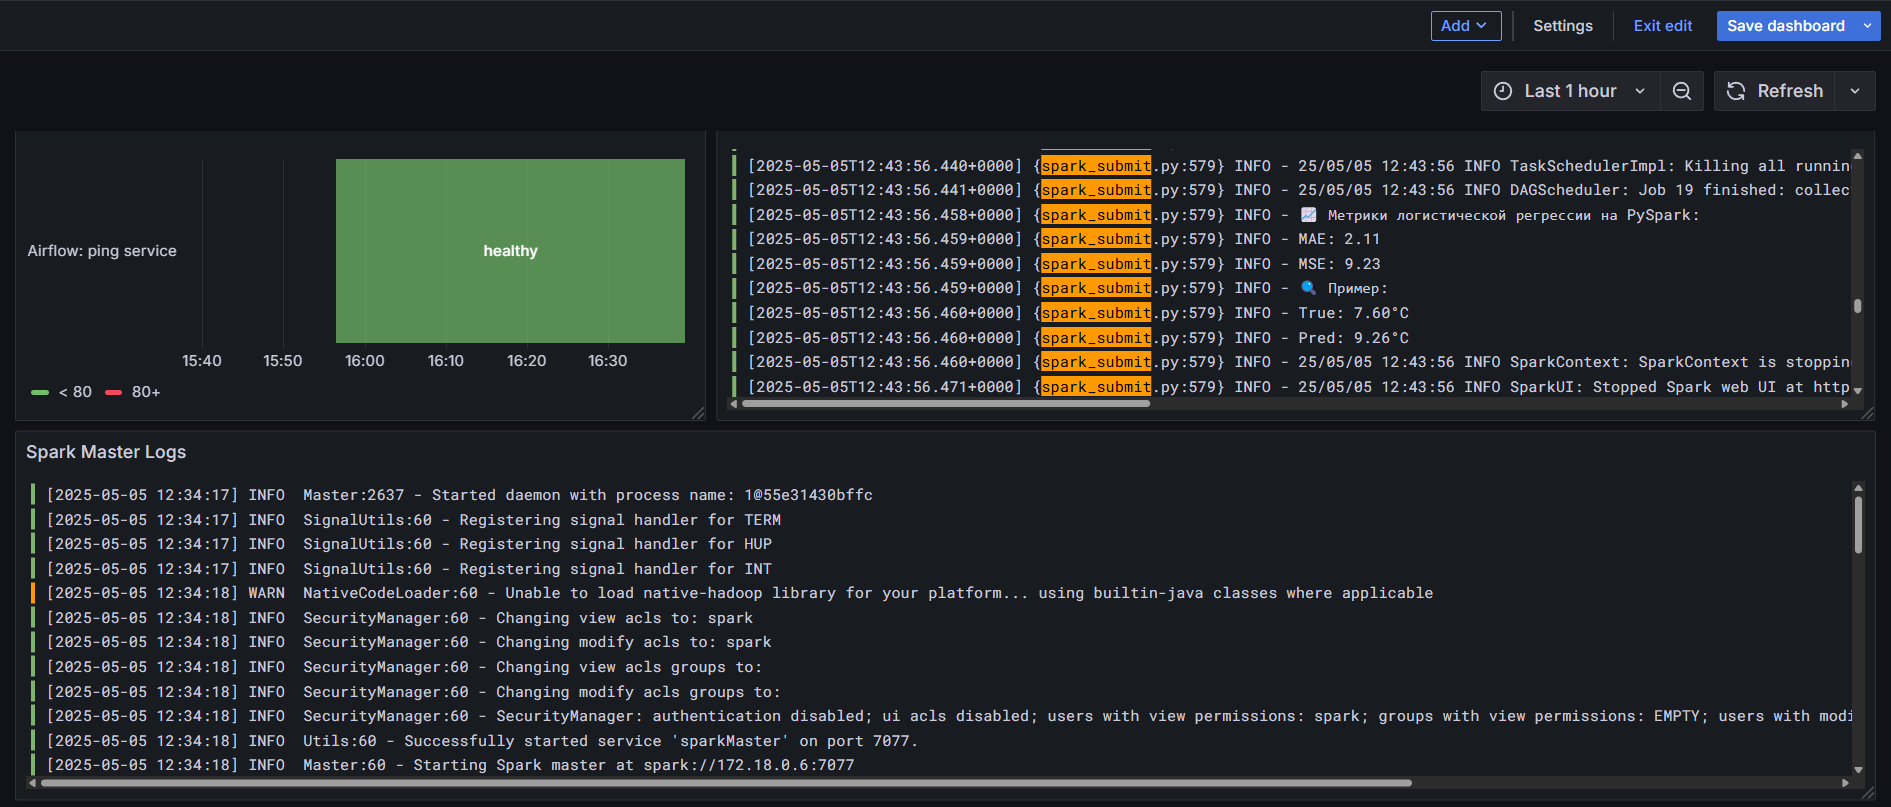 Add
Settings
Exit edit
Save dashboard
Last 1 hour
Refresh
Airflow: ping service
healthy
15:40 15:50 16:00 16:10 16:20 16:30
< 80 80+
[2025-05-05T12:43:56.440+0000] {spark_submit.py:579} INFO - 25/05/05 12:43:56 INFO TaskSchedulerImpl: Killing all runnin
[2025-05-05T12:43:56.441+0000] {spark_submit.py:579} INFO - 25/05/05 12:43:56 INFO DAGScheduler: Job 19 finished: collec
[2025-05-05T12:43:56.458+0000] {spark_submit.py:579} INFO - 📈 Метрики логистической регрессии на PySpark:
[2025-05-05T12:43:56.459+0000] {spark_submit.py:579} INFO - MAE: 2.11
[2025-05-05T12:43:56.459+0000] {spark_submit.py:579} INFO - MSE: 9.23
[2025-05-05T12:43:56.459+0000] {spark_submit.py:579} INFO - 🔍 Пример:
[2025-05-05T12:43:56.460+0000] {spark_submit.py:579} INFO - True: 7.60°C
[2025-05-05T12:43:56.460+0000] {spark_submit.py:579} INFO - Pred: 9.26°C
[2025-05-05T12:43:56.460+0000] {spark_submit.py:579} INFO - 25/05/05 12:43:56 INFO SparkContext: SparkContext is stoppin
[2025-05-05T12:43:56.471+0000] {spark_submit.py:579} INFO - 25/05/05 12:43:56 INFO SparkUI: Stopped Spark web UI at http
Spark Master Logs
[2025-05-05 12:34:17] INFO Master:2637 - Started daemon with process name: 1@55e31430bffc
[2025-05-05 12:34:17] INFO SignalUtils:60 - Registering signal handler for TERM
[2025-05-05 12:34:17] INFO SignalUtils:60 - Registering signal handler for HUP
[2025-05-05 12:34:17] INFO SignalUtils:60 - Registering signal handler for INT
[2025-05-05 12:34:18] WARN NativeCodeLoader:60 - Unable to load native-hadoop library for your platform... using builtin-java classes where applicable
[2025-05-05 12:34:18] INFO SecurityManager:60 - Changing view acls to: spark
[2025-05-05 12:34:18] INFO SecurityManager:60 - Changing modify acls to: spark
[2025-05-05 12:34:18] INFO SecurityManager:60 - Changing view acls groups to:
[2025-05-05 12:34:18] INFO SecurityManager:60 - Changing modify acls groups to:
[2025-05-05 12:34:18] INFO SecurityManager:60 - SecurityManager: authentication disabled; ui acls disabled; users with view permissions: spark; groups with view permissions: EMPTY; users with modi
[2025-05-05 12:34:18] INFO Utils:60 - Successfully started service 'sparkMaster' on port 7077.
[2025-05-05 12:34:18] INFO Master:60 - Starting Spark master at spark://172.18.0.6:7077